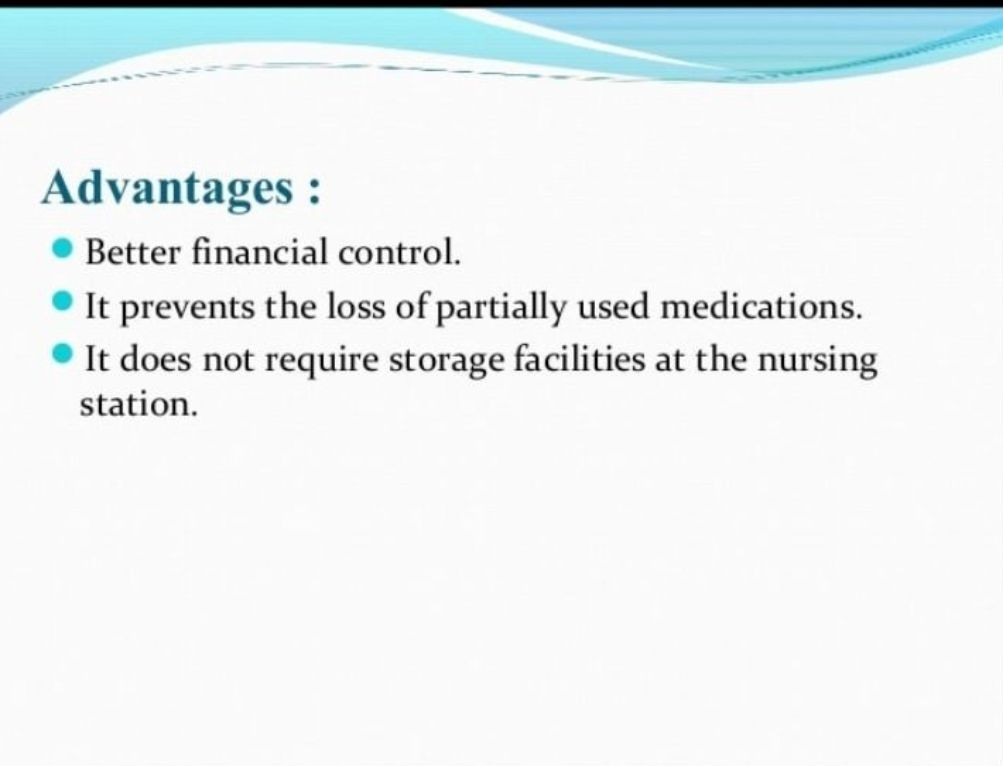 Advantages :
Better financial control.
It prevents the loss of partially used medications.
It does not require storage facilities at the nursing
station.